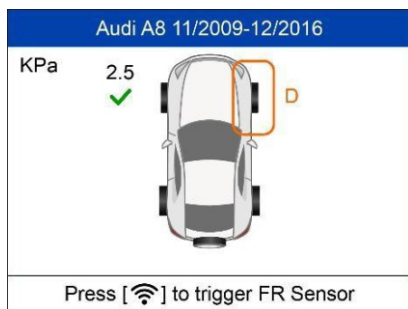 Audi A8 11/2009-12/2016
KPa
2.5
D
Press [ ] to trigger FR Sensor